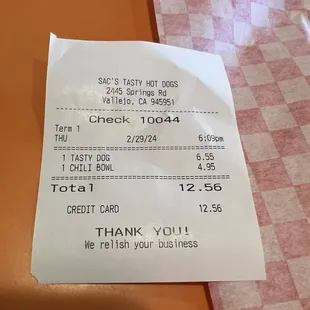 SAC'S TASTY HOT DOGS
2445 Springs Rd
Vallejo, CA 945951
Check 10044
Term 1
THU 2/29/24 6:09pm
1 TASTY DOG 6.55
1 CHILI BOWL 4.95
Total 12.56
CREDIT CARD 12.56
THANK YOU!
We relish your business